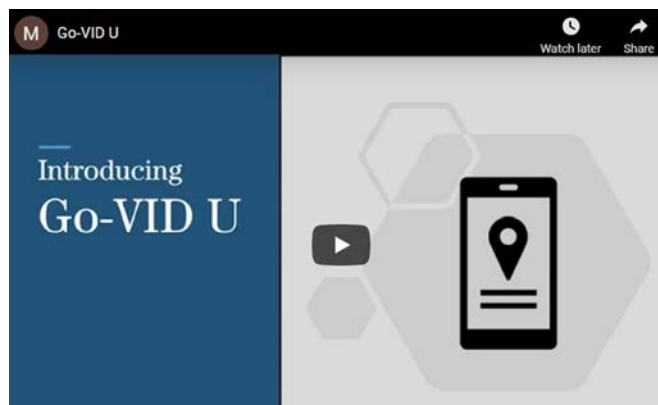 M Go-VID U
Watch later
Share
Introducing
Go-VID U